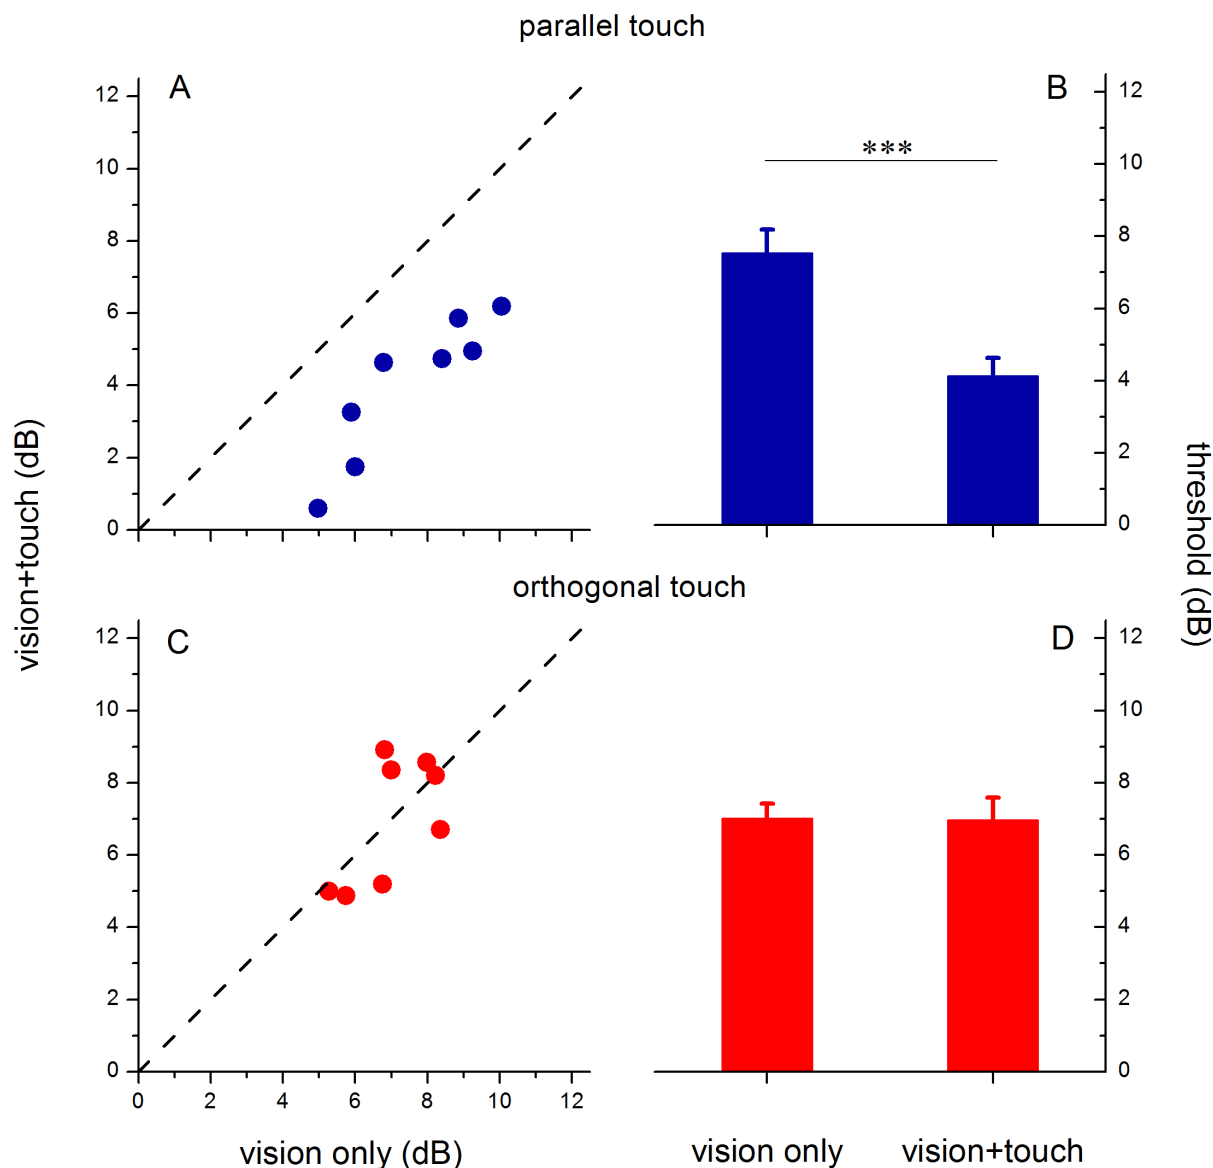 parallel touch
A
12
10
8
6
4
2
0
B
***
12
10
8
6
4
2
0
vision+touch (dB)
threshold (dB)
orthogonal touch
C
12
10
8
6
4
2
0
0 2 4 6 8 10 12
vision only (dB)
D
12
10
8
6
4
2
0
vision only vision+touch